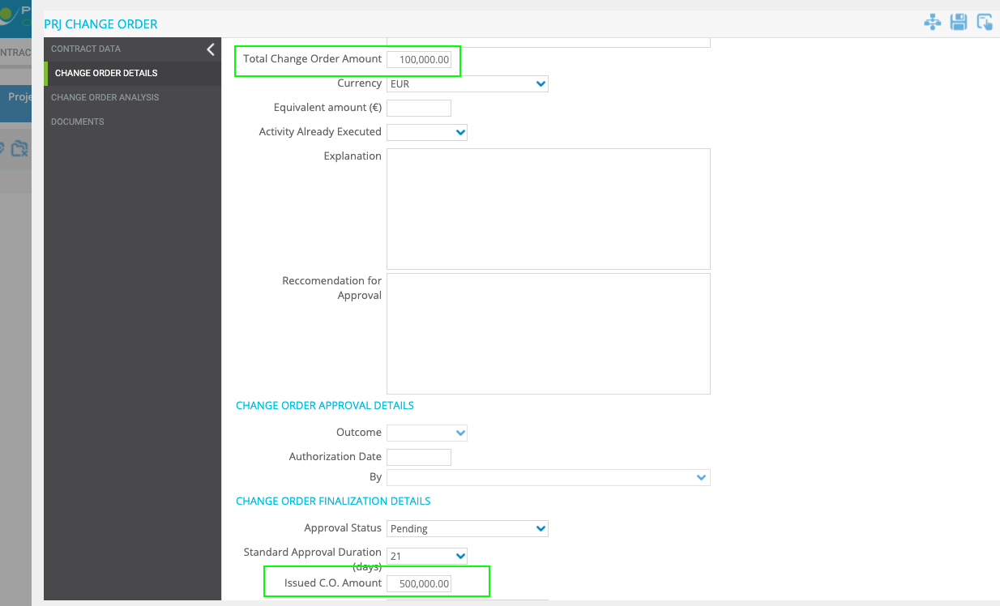 PRJ CHANGE ORDER
CONTRACT DATA
CHANGE ORDER DETAILS
CHANGE ORDER ANALYSIS
DOCUMENTS
NTRAC
Proje
Total Change Order Amount 100,000.00
Currency EUR
Equivalent amount (€)
Activity Already Executed
Explanation
Reccomendation for
Approval
CHANGE ORDER APPROVAL DETAILS
Outcome
Authorization Date
By
CHANGE ORDER FINALIZATION DETAILS
Approval Status Pending
Standard Approval Duration
(days) 21
Issued C.O. Amount 500,000.00